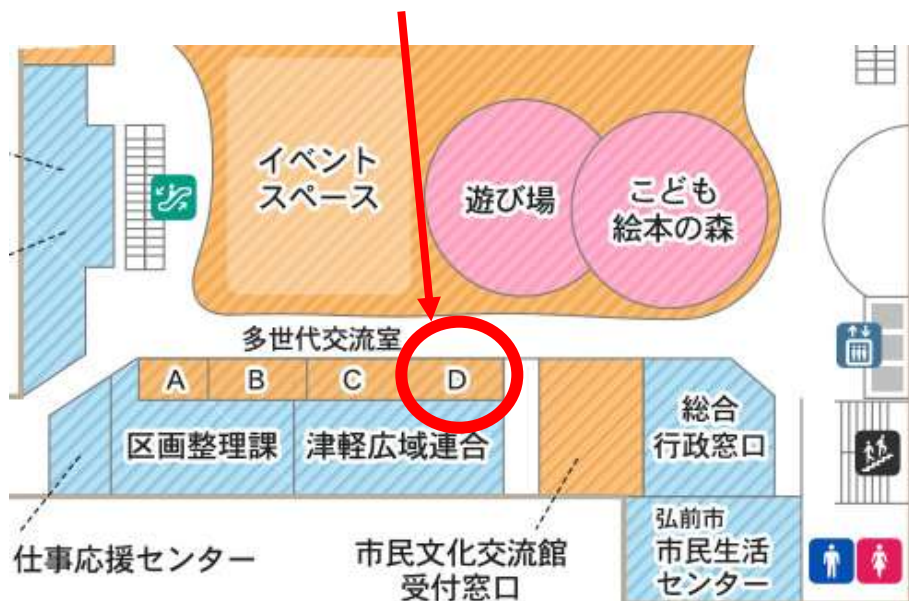 イベント
スペース
遊び場
こども
絵本の森
多世代交流室
A
B
C
D
区画整理課
津軽広域連合
総合
行政窓口
仕事応援センター
市民文化交流館
受付窓口
弘前市
市民生活
センター